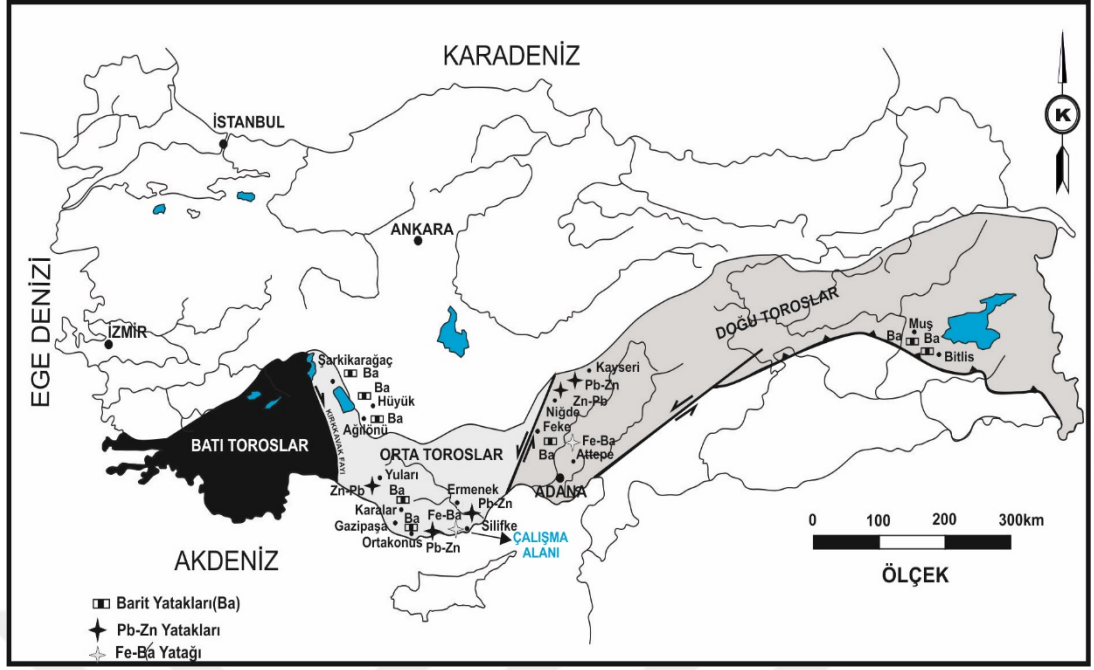 KARADENİZ
K
İSTANBUL
ANKARA
EGE DENİZİ
İZMİR
DOĞU TOROSLAR
Muş
Ba
Ba
Bitlis
Şarkikarağaç
Ba
Ba
Hüyük
Ba
Ağılönü
KIRKKAVAK FAYI
BATI TOROSLAR
ORTA TOROSLAR
Kayseri
Pb-Zn
Zn-Pb
Niğde
Feke
Fe-Ba
Ba
Attepe
ADANA
Yuları
Zn-Pb
Ba
Ermenek
Pb-Zn
Karalar
Ba
Fe-Ba
Gazipaşa
Silifke
Ortakonuş
Pb-Zn
ÇALIŞMA
ALANI
AKDENİZ
0 100 200 300km
ÖLÇEK
Barit Yatakları(Ba)
Pb-Zn Yatakları
Fe-Ba Yatağı